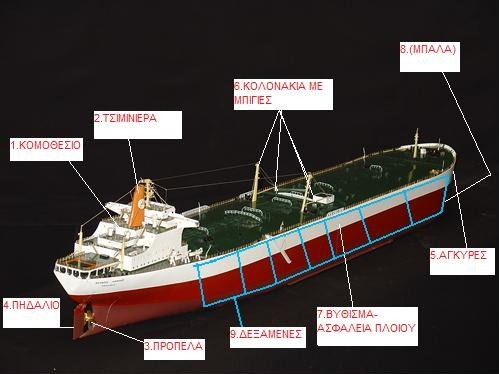 8.(ΜΠΑΛΑ)
6.ΚΟΛΟΝΑΚΙΑ ΜΕ
ΜΠΙΓΙΕΣ
2.ΤΣΙΜΙΝΙΕΡΑ
1.ΚΟΜΟΘΕΣΙΟ
5.ΑΓΚΥΡΕΣ
4.ΠΗΔΑΛΙΟ
7.ΒΥΘΙΣΜΑ-
ΑΣΦΑΛΕΙΑ ΠΛΟΙΟΥ
9.ΔΕΞΑΜΕΝΕΣ
3.ΠΡΟΠΕΛΑ